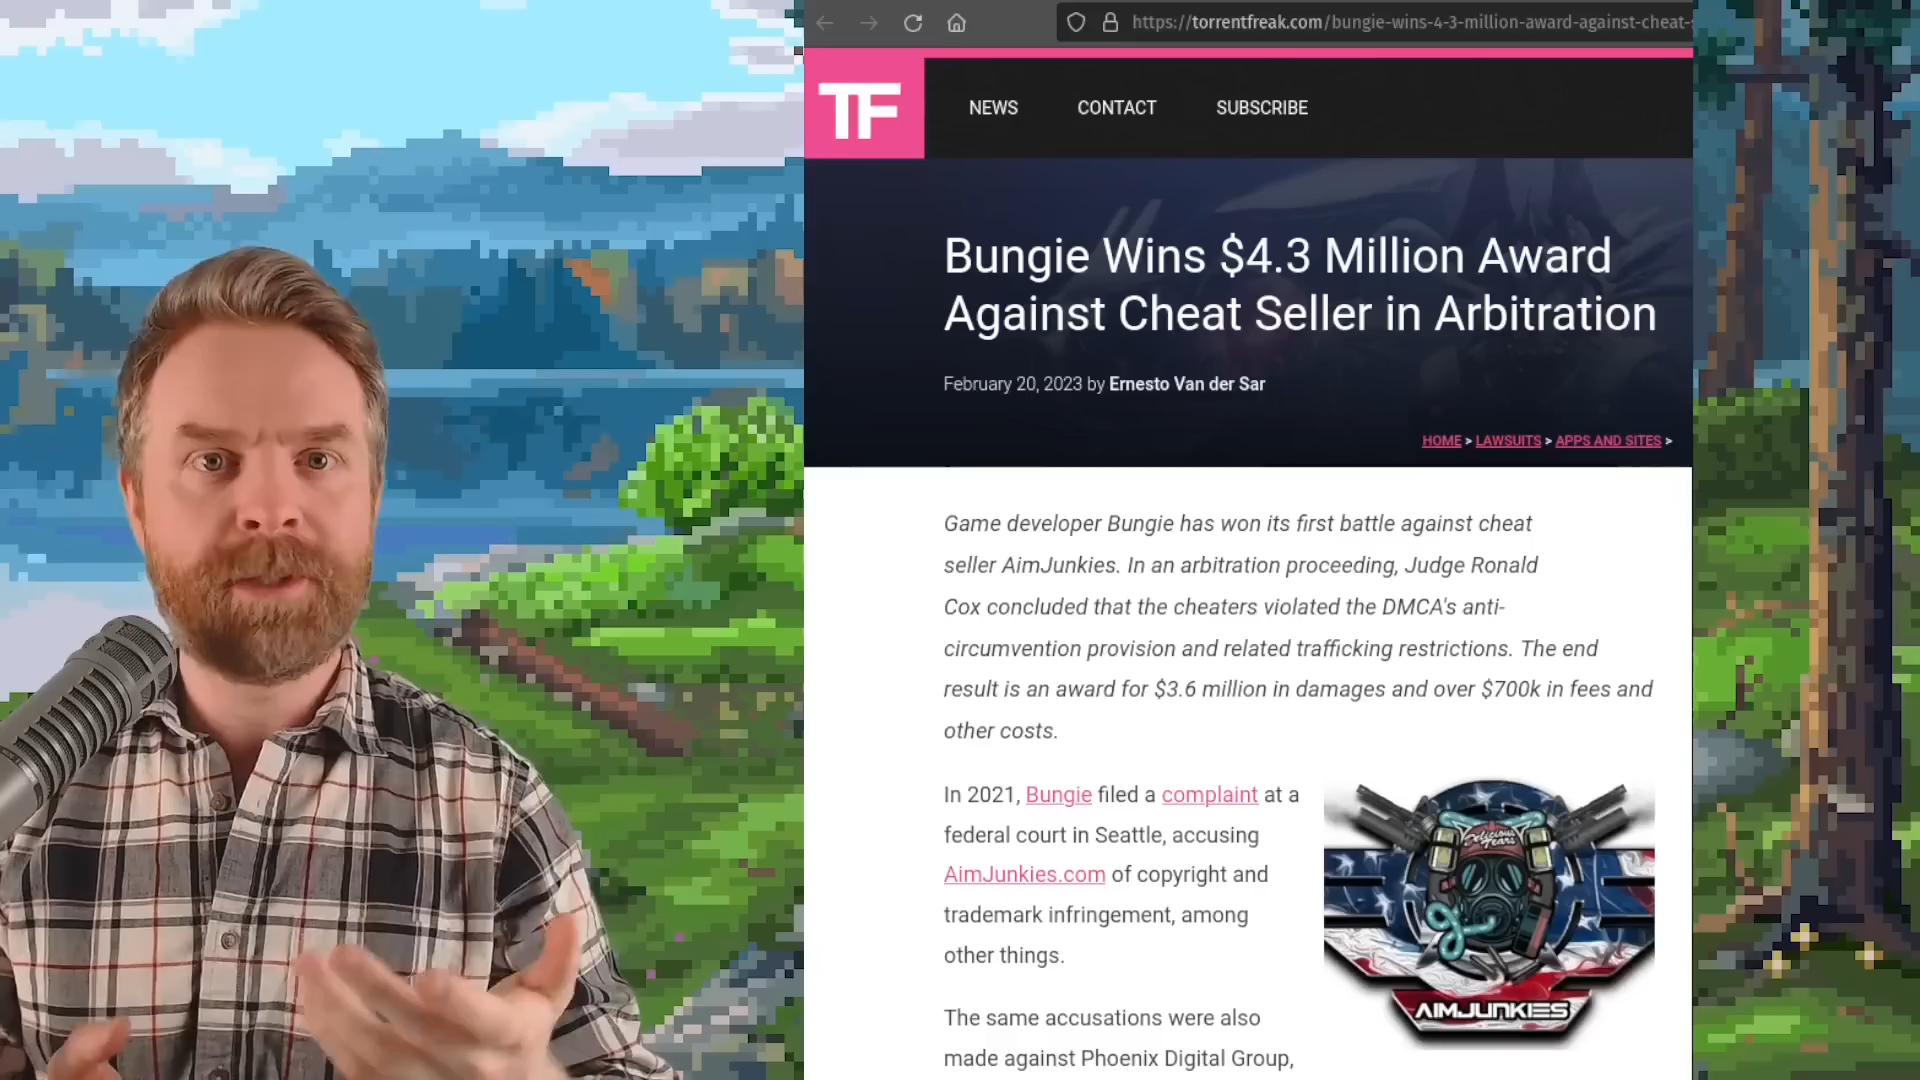 https://torrentfreak.com/bungie-wins-4-3-million-award-against-cheat-
TF
NEWS CONTACT SUBSCRIBE
Bungie Wins $4.3 Million Award
Against Cheat Seller in Arbitration
February 20, 2023 by Ernesto Van der Sar
HOME > LAWSUITS > APPS AND SITES >
Game developer Bungie has won its first battle against cheat
seller AimJunkies. In an arbitration proceeding, Judge Ronald
Cox concluded that the cheaters violated the DMCA's anti-
circumvention provision and related trafficking restrictions. The end
result is an award for $3.6 million in damages and over $700k in fees and
other costs.
In 2021, Bungie filed a complaint at a
federal court in Seattle, accusing
AimJunkies.com of copyright and
trademark infringement, among
other things.
The same accusations were also
made against Phoenix Digital Group,
Delicious
Tears
AIMJUNKIES